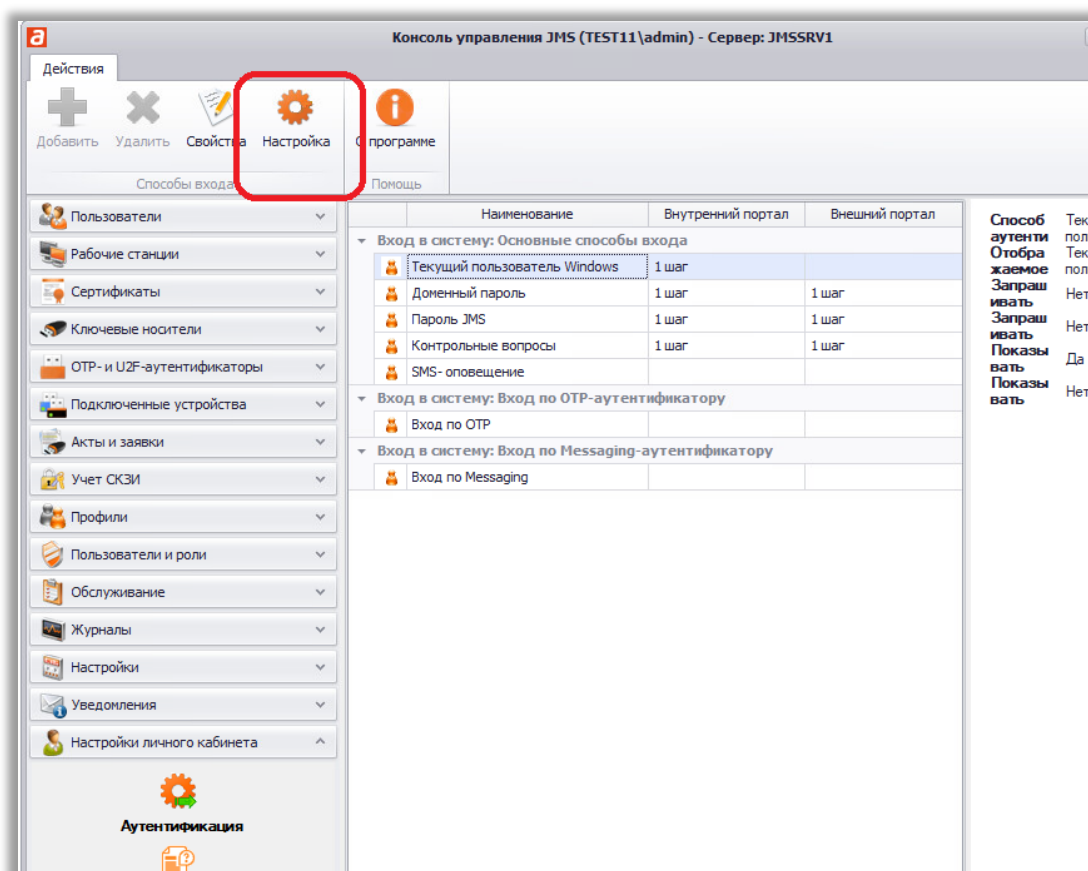 Консоль управления JMS (TEST11\admin) - Сервер: JMSSRV1
Действия
Добавить Удалить Свойства Настройка О программе
Способы входа Помощь
Пользователи
Рабочие станции
Сертификаты
Ключевые носители
OTP- и U2F-аутентификаторы
Подключенные устройства
Акты и заявки
Учет СКЗИ
Профили
Пользователи и роли
Обслуживание
Журналы
Настройки
Уведомления
Настройки личного кабинета
Аутентификация
Наименование Внутренний портал Внешний портал
Вход в систему: Основные способы входа
Текущий пользователь Windows 1 шаг
Доменный пароль 1 шаг 1 шаг
Пароль JMS 1 шаг 1 шаг
Контрольные вопросы 1 шаг 1 шаг
SMS- оповещение
Вход в систему: Вход по OTP-аутентификатору
Вход по OTP
Вход в систему: Вход по Messaging-аутентификатору
Вход по Messaging
Способ Тек
аутенти пол
Отобра Тек
жаемое пол
Запраш
ивать Нет
Запраш
ивать Нет
Показы
вать Да
Показы
вать Нет